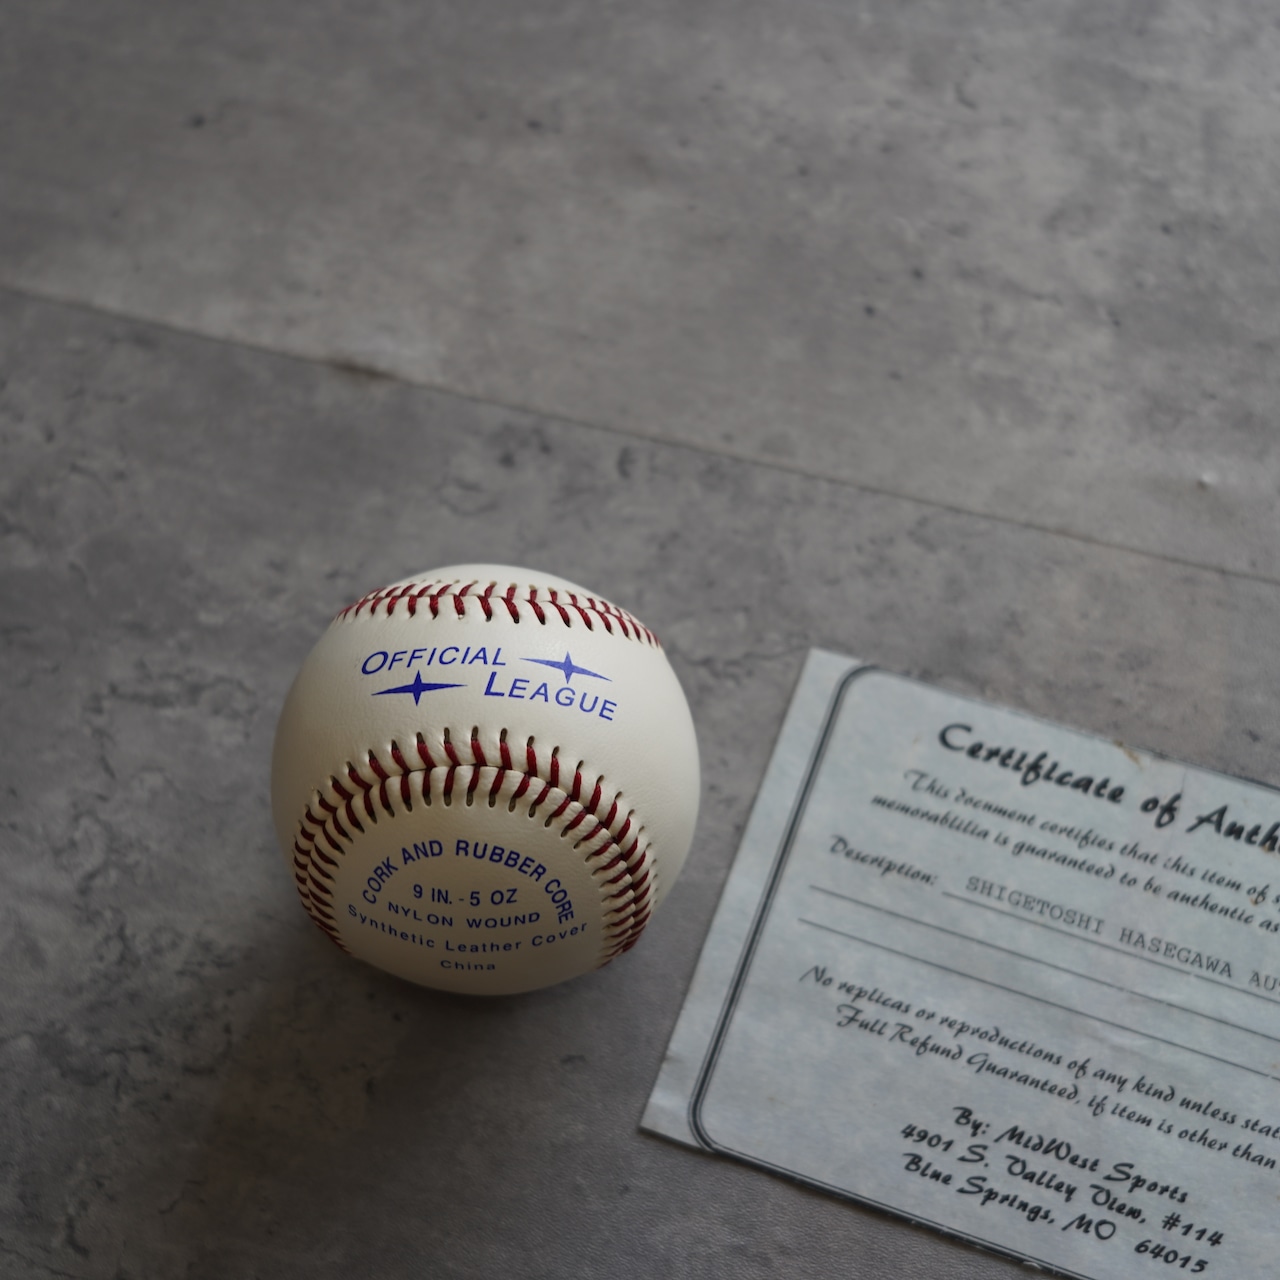 OFFICIAL
LEAGUE
CORK AND RUBBER CORE
9 IN. - 5 OZ
NYLON WOUND
Synthetic Leather Cover
China
Certificate of
This document certifies that this item of
memorablilia is guaranteed to be authentic as
Description: SHIGETOSHI HASEGAWA
No replicas or reproductions of any kind unless
Full Refund Guaranteed, if item is other than
By: MidWest Sports
4901 S. Valley View, #114
Blue Springs, MO 64015